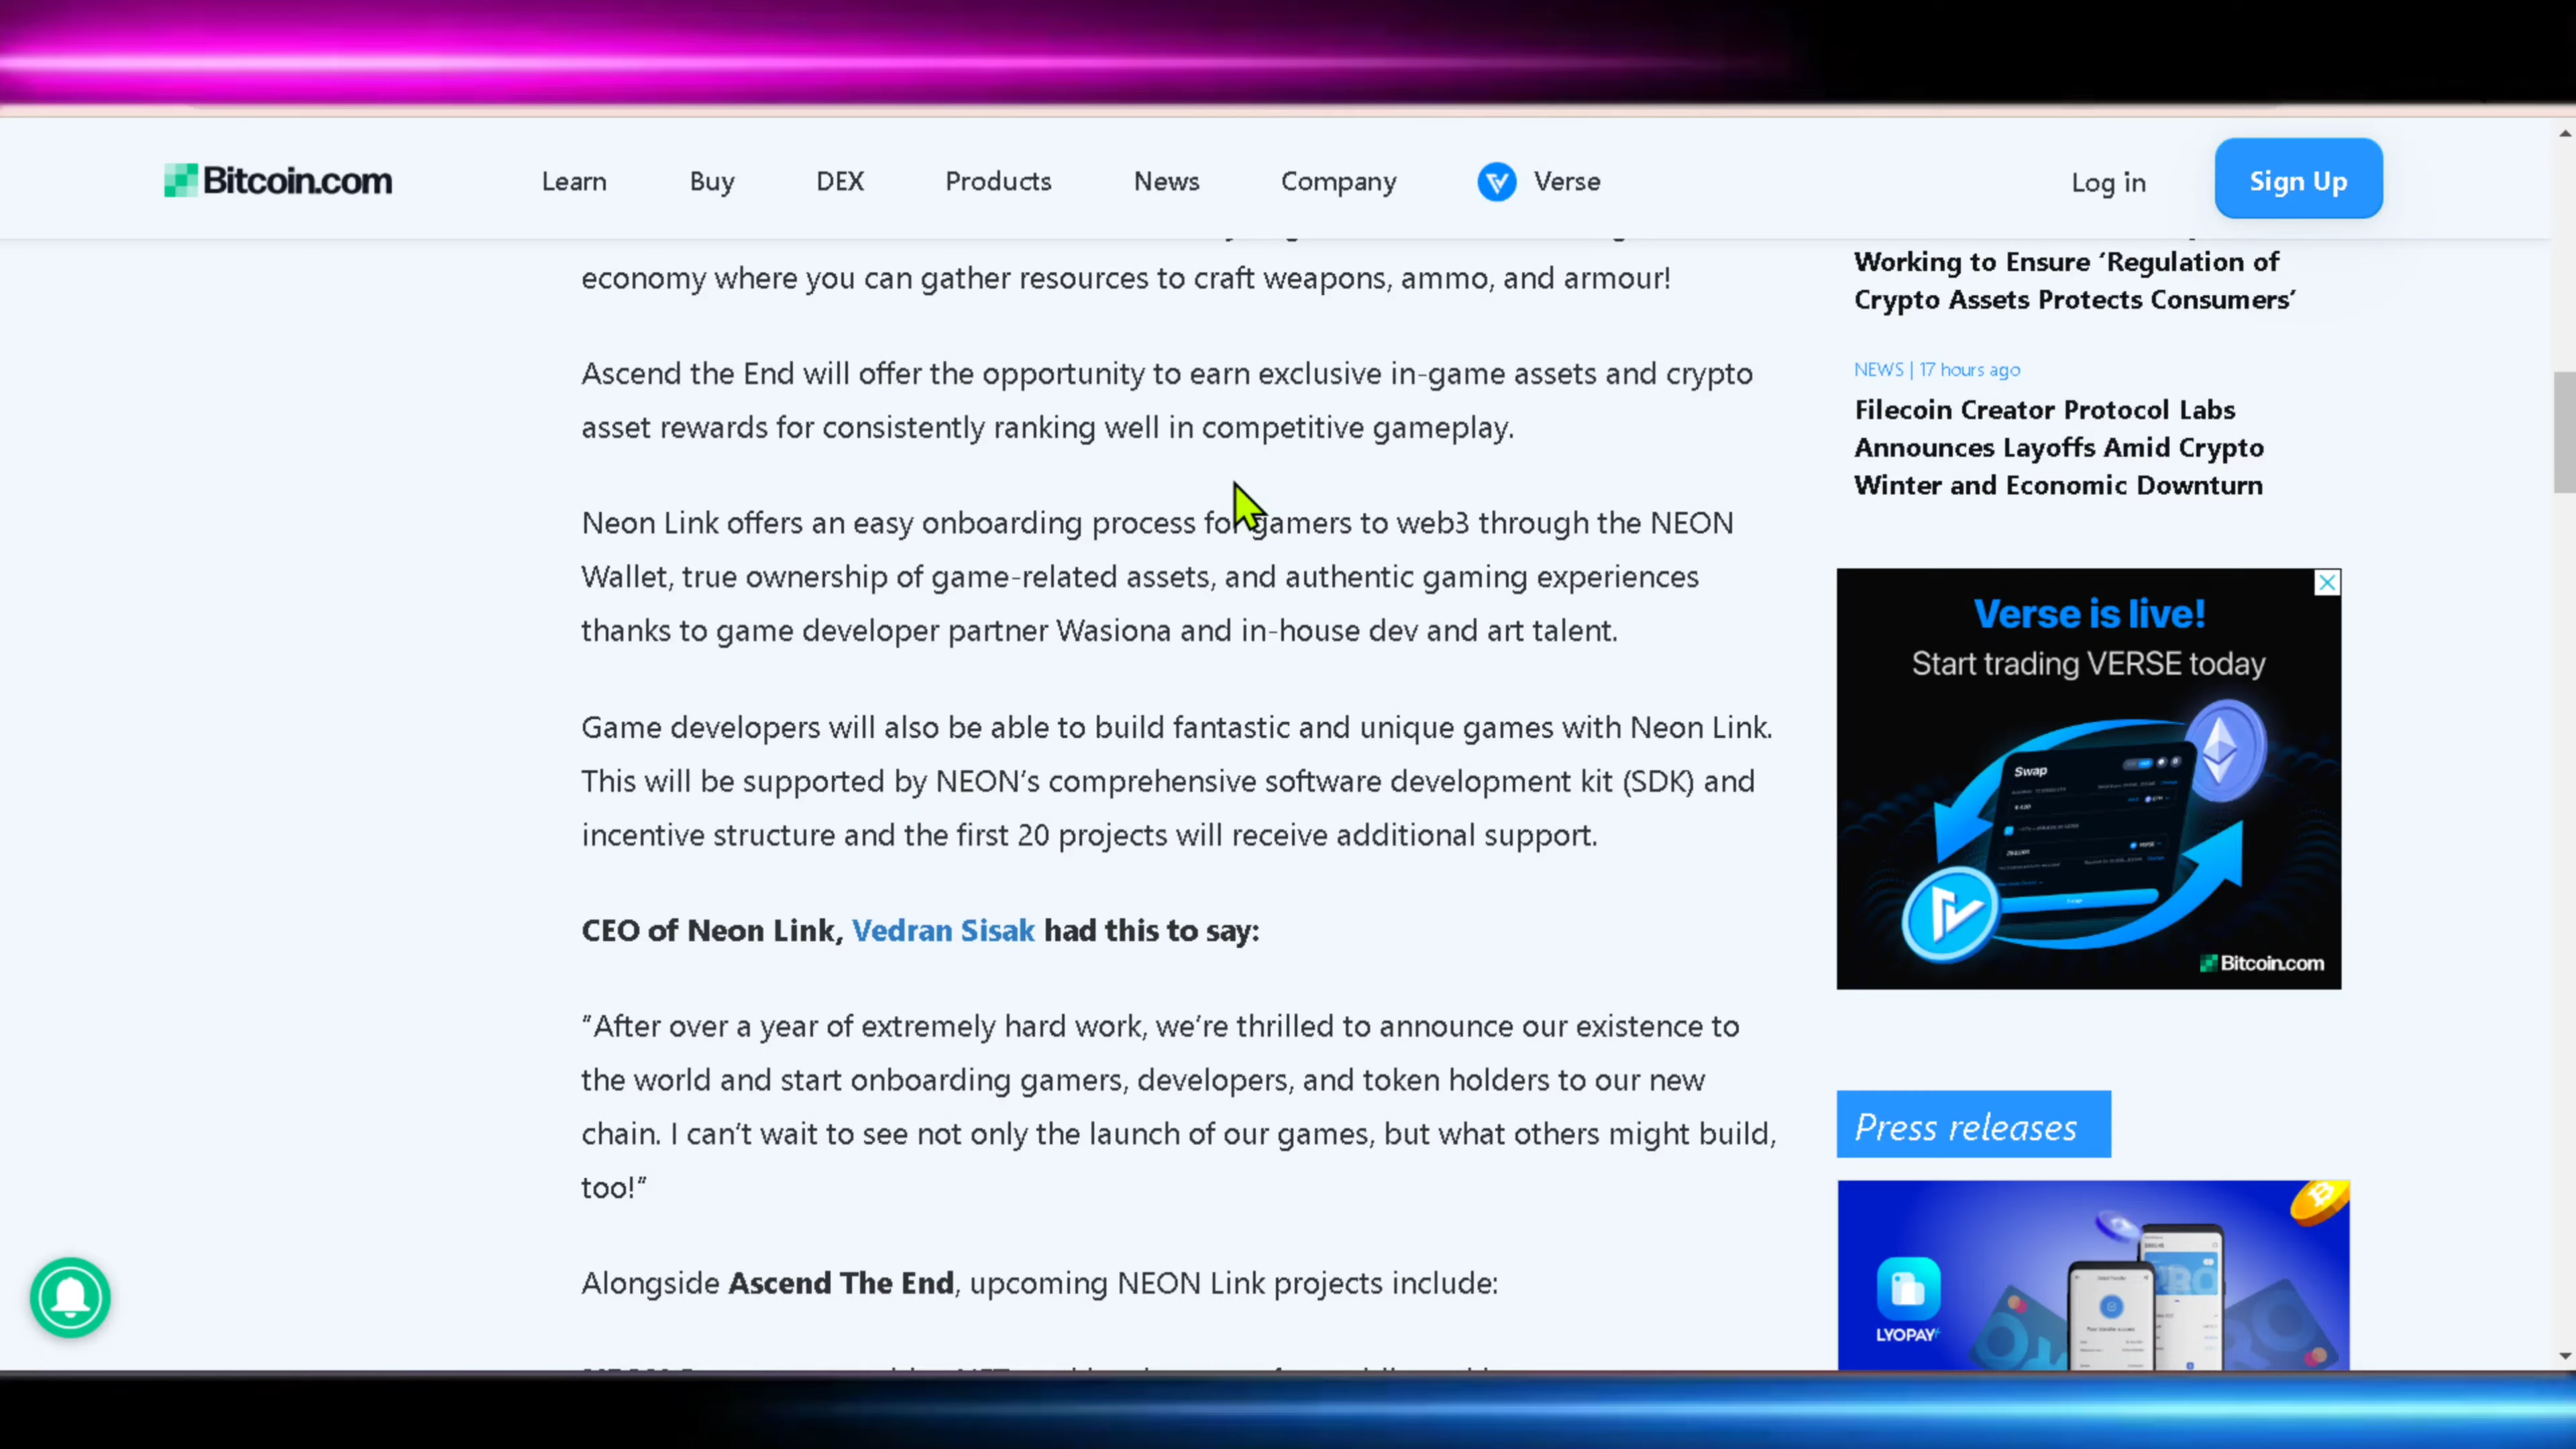 Bitcoin.com
Learn
Buy
DEX
Products
News
Company
Verse
Log in
Sign Up
economy where you can gather resources to craft weapons, ammo, and armour!
Ascend the End will offer the opportunity to earn exclusive in-game assets and crypto
asset rewards for consistently ranking well in competitive gameplay.
Neon Link offers an easy onboarding process for gamers to web3 through the NEON
Wallet, true ownership of game-related assets, and authentic gaming experiences
thanks to game developer partner Wasiona and in-house dev and art talent.
Game developers will also be able to build fantastic and unique games with Neon Link.
This will be supported by NEON's comprehensive software development kit (SDK) and
incentive structure and the first 20 projects will receive additional support.
CEO of Neon Link, Vedran Sisak had this to say:
“After over a year of extremely hard work, we're thrilled to announce our existence to
the world and start onboarding gamers, developers, and token holders to our new
chain. I can't wait to see not only the launch of our games, but what others might build,
too!”
Alongside Ascend The End, upcoming NEON Link projects include:
Working to Ensure ‘Regulation of
Crypto Assets Protects Consumers’
NEWS | 17 hours ago
Filecoin Creator Protocol Labs
Announces Layoffs Amid Crypto
Winter and Economic Downturn
Verse is live!
Start trading VERSE today
Swap
Bitcoin.com
Press releases
LYOPAY